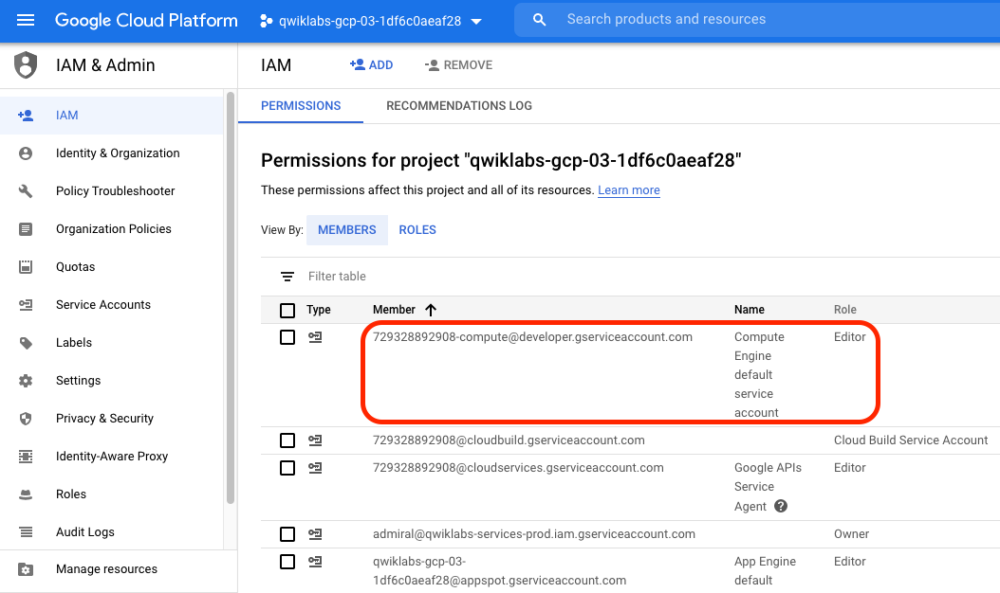 Google Cloud Platform
qwiklabs-gcp-03-1df6c0aeaf28
Search products and resources
IAM & Admin
IAM
Identity & Organization
Policy Troubleshooter
Organization Policies
Quotas
Service Accounts
Labels
Settings
Privacy & Security
Identity-Aware Proxy
Roles
Audit Logs
Manage resources
IAM
ADD
REMOVE
PERMISSIONS
RECOMMENDATIONS LOG
Permissions for project "qwiklabs-gcp-03-1df6c0aeaf28"
These permissions affect this project and all of its resources. Learn more
View By: MEMBERS ROLES
Filter table
Type Member Name Role
729328892908-compute@developer.gserviceaccount.com Compute Editor
Engine
default
service
account
729328892908@cloudbuild.gserviceaccount.com Cloud Build Service Account
729328892908@cloudservices.gserviceaccount.com Google APIs Editor
Service
Agent ?
admiral@qwiklabs-services-prod.iam.gserviceaccount.com Owner
qwiklabs-gcp-03- App Engine Editor
1df6c0aeaf28@appspot.gserviceaccount.com default